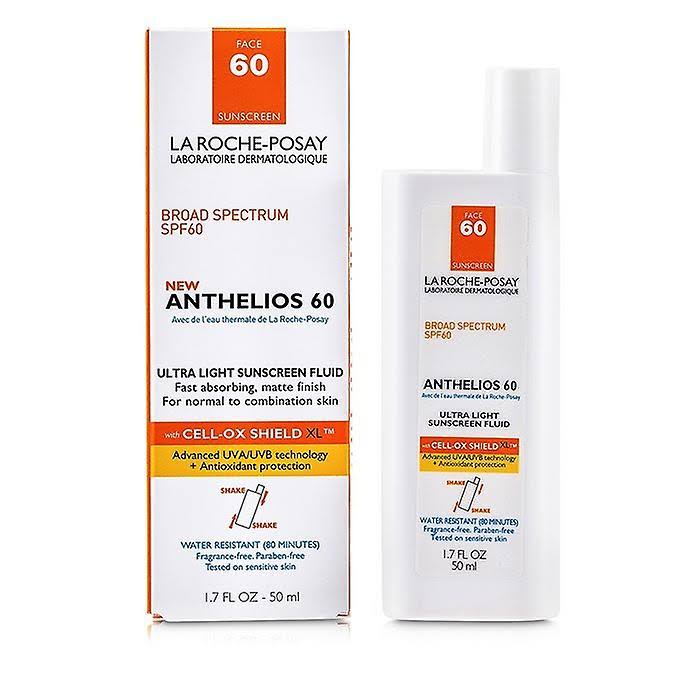 FACE
60
SUNSCREEN
LA ROCHE-POSAY
LABORATOIRE DERMATOLOGIQUE
BROAD SPECTRUM
SPF60
NEW
ANTHELIOS 60
Avec de l'eau thermale de La Roche-Posay
ULTRA LIGHT SUNSCREEN FLUID
Fast absorbing, matte finish
For normal to combination skin
with CELL-OX SHIELD XL™
Advanced UVA/UVB technology
+ Antioxidant protection
SHAKE
SHAKE
WATER RESISTANT (80 MINUTES)
Fragrance-free. Paraben-free
Tested on sensitive skin
1.7 FL OZ - 50 ml
FACE
60
SUNSCREEN
LA ROCHE-POSAY
LABORATOIRE DERMATOLOGIQUE
BROAD SPECTRUM
SPF60
ANTHELIOS 60
Avec de l'eau thermale de La Roche-Posay
ULTRA LIGHT
SUNSCREEN FLUID
with CELL-OX SHIELD XL™
Advanced UVA/UVB technology
+ Antioxidant protection
SHAKE
SHAKE
WATER RESISTANT (80 MINUTES)
Fragrance-free. Paraben-free
Tested on sensitive skin
1.7 FL OZ
50 ml